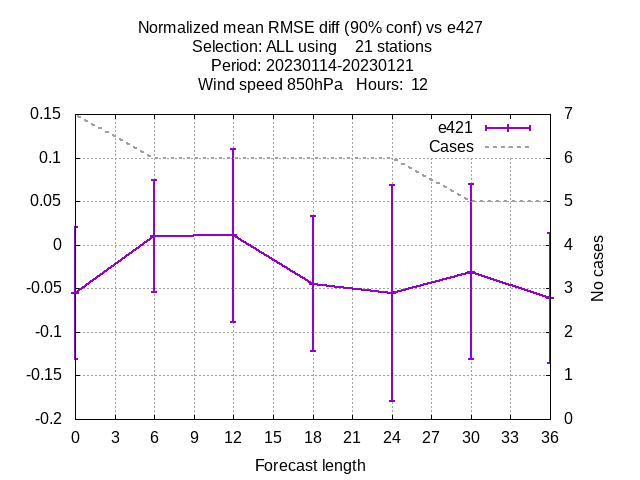 Normalized mean RMSE diff (90% conf) vs e427
Selection: ALL using    21 stations
Period: 20230114-20230121
Wind speed 850hPa   Hours:  12
0.15
0.1
0.05
0
-0.05
-0.1
-0.15
-0.2
e421
Cases
7
6
5
4
3
2
1
0
No cases
0 3 6 9 12 15 18 21 24 27 30 33 36
Forecast length